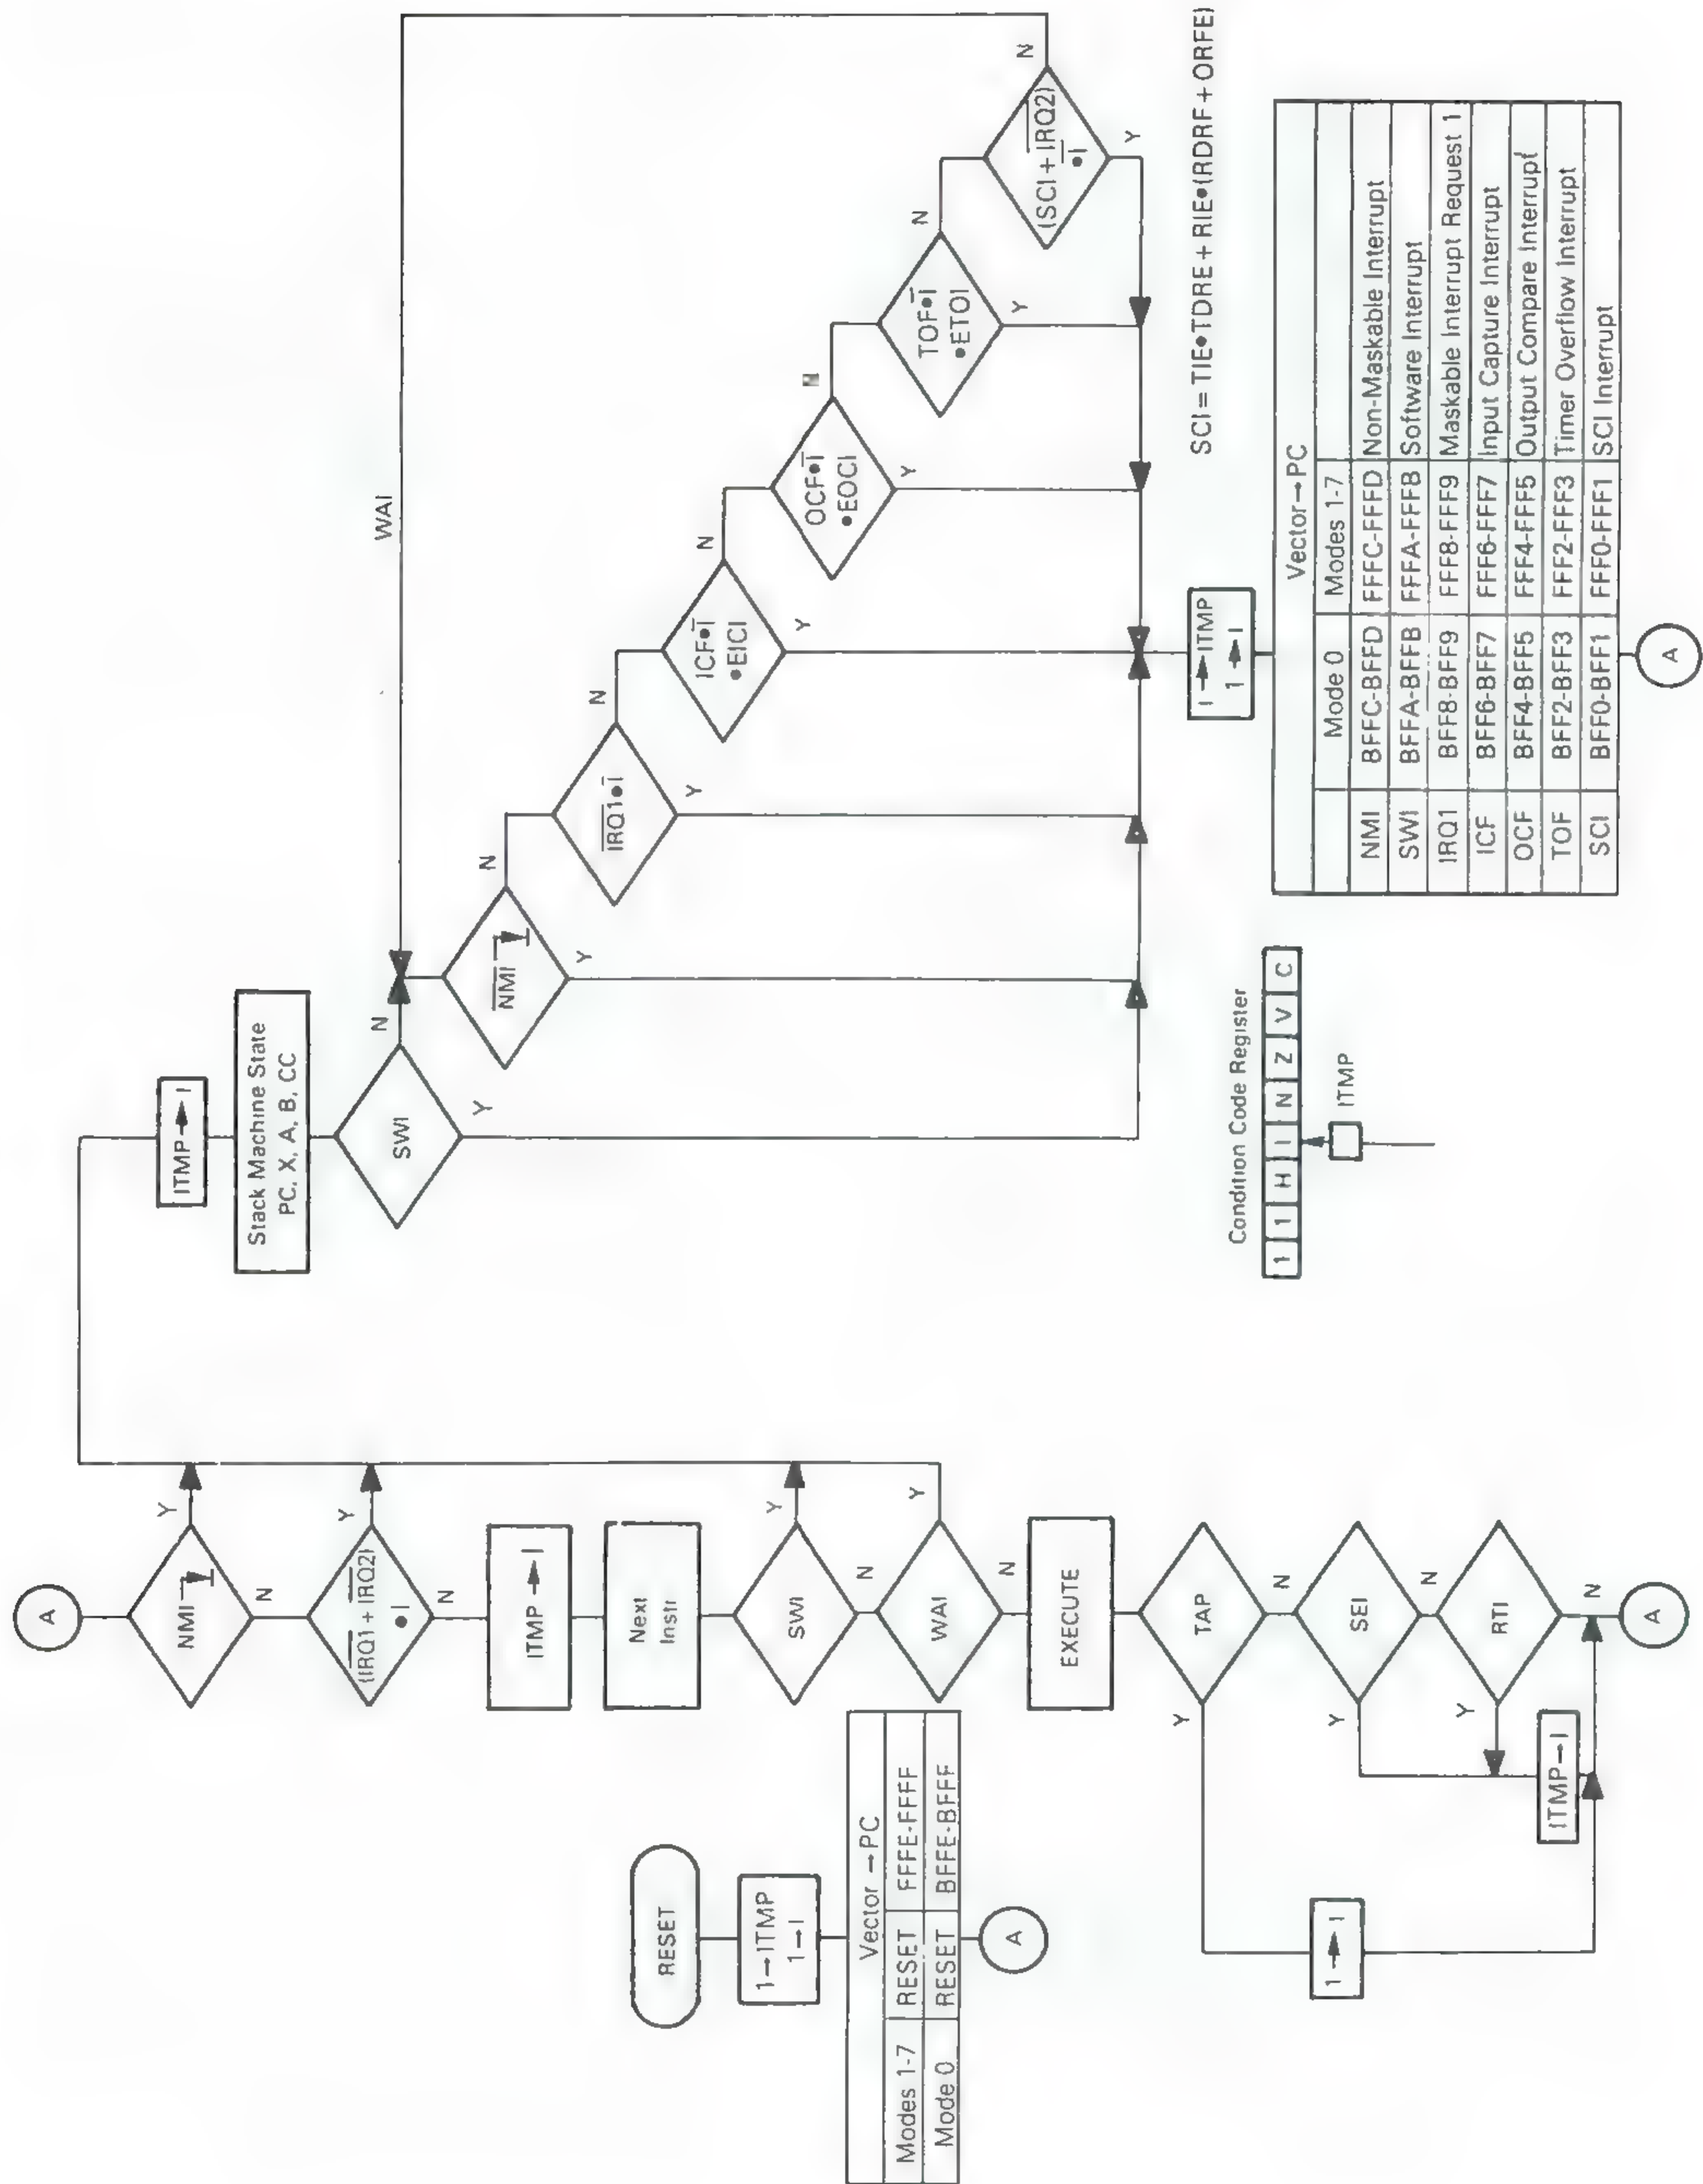 A
NMI
Y
N
(IRQ1 + IRQ2)
•I
Y
N
ITMP → I
Next
Instr
SWI
Y
N
WAI
Y
N
EXECUTE
TAP
Y
N
SEI
Y
N
RTI
Y
N
1 → I
ITMP → I
A
RESET
1 → ITMP
1 → I
Vector → PC
Modes 1-7 RESET FFFE-FFFF
Mode 0 RESET BFFE-BFFF
A
ITMP → I
Stack Machine State
PC, X, A, B, CC
SWI
N
Y
WAI
NMI
N
Y
IRQ1•I̅
N
Y
ICF•I̅
•EICI
N
Y
OCF•I̅
•EOCI
N
Y
TOF•I̅
•ETOI
N
Y
(SCI + IRQ2)
•I̅
N
Y
SCI = TIE•TDRE + RIE•(RDRF + ORFE)
I → ITMP
1 → I
Vector → PC
Mode 0 Modes 1-7
NMI BFFC-BFFD FFFC-FFFD Non-Maskable Interrupt
SWI BFFA-BFFB FFFA-FFFB Software Interrupt
IRQ1 BFF8-BFF9 FFF8-FFF9 Maskable Interrupt Request 1
ICF BFF6-BFF7 FFF6-FFF7 Input Capture Interrupt
OCF BFF4-BFF5 FFF4-FFF5 Output Compare Interrupt
TOF BFF2-BFF3 FFF2-FFF3 Timer Overflow Interrupt
SCI BFF0-BFF1 FFF0-FFF1 SCI Interrupt
A
Condition Code Register
1 1 H I N Z V C
ITMP